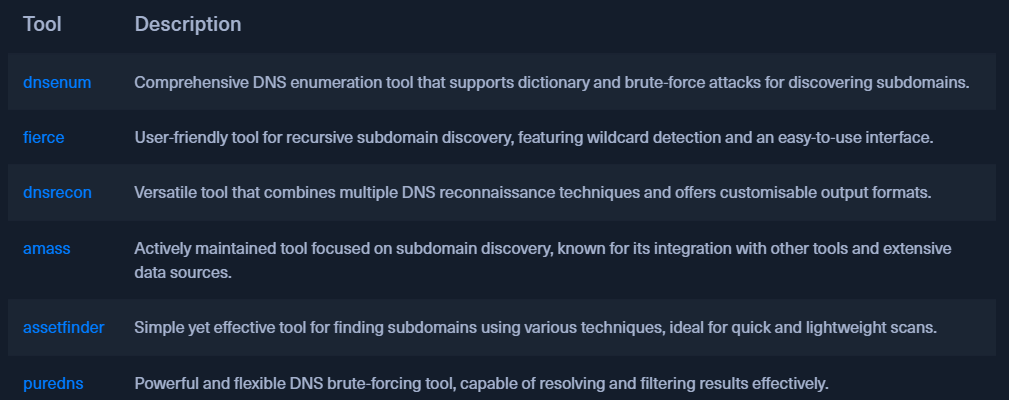 Tool Description
dnsenum Comprehensive DNS enumeration tool that supports dictionary and brute-force attacks for discovering subdomains.
fierce User-friendly tool for recursive subdomain discovery, featuring wildcard detection and an easy-to-use interface.
dnsrecon Versatile tool that combines multiple DNS reconnaissance techniques and offers customisable output formats.
amass Actively maintained tool focused on subdomain discovery, known for its integration with other tools and extensive
data sources.
assetfinder Simple yet effective tool for finding subdomains using various techniques, ideal for quick and lightweight scans.
puredns Powerful and flexible DNS brute-forcing tool, capable of resolving and filtering results effectively.